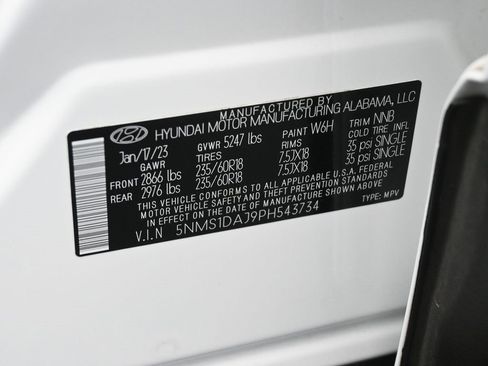 MANUFACTURED BY
HYUNDAI MOTOR MANUFACTURING ALABAMA, LLC
Jan/17/23 GVWR 5247 lbs PAINT W6H TRIM NNB
GAWR TIRES RIMS COLD PRESSURE
FRONT 2866 lbs 235/60R18 7.5JX18 35 psi SINGLE
REAR 2976 lbs 235/60R18 7.5JX18 35 psi SINGLE
THIS VEHICLE CONFORMS TO ALL APPLICABLE U.S.A. FEDERAL
MOTOR VEHICLE SAFETY AND THEFT PREVENTION STANDARDS
IN EFFECT ON THE DATE OF MANUFACTURE SHOWN ABOVE.
V.I.N 5NMS1DAJ9PH543734 TYPE: MPV